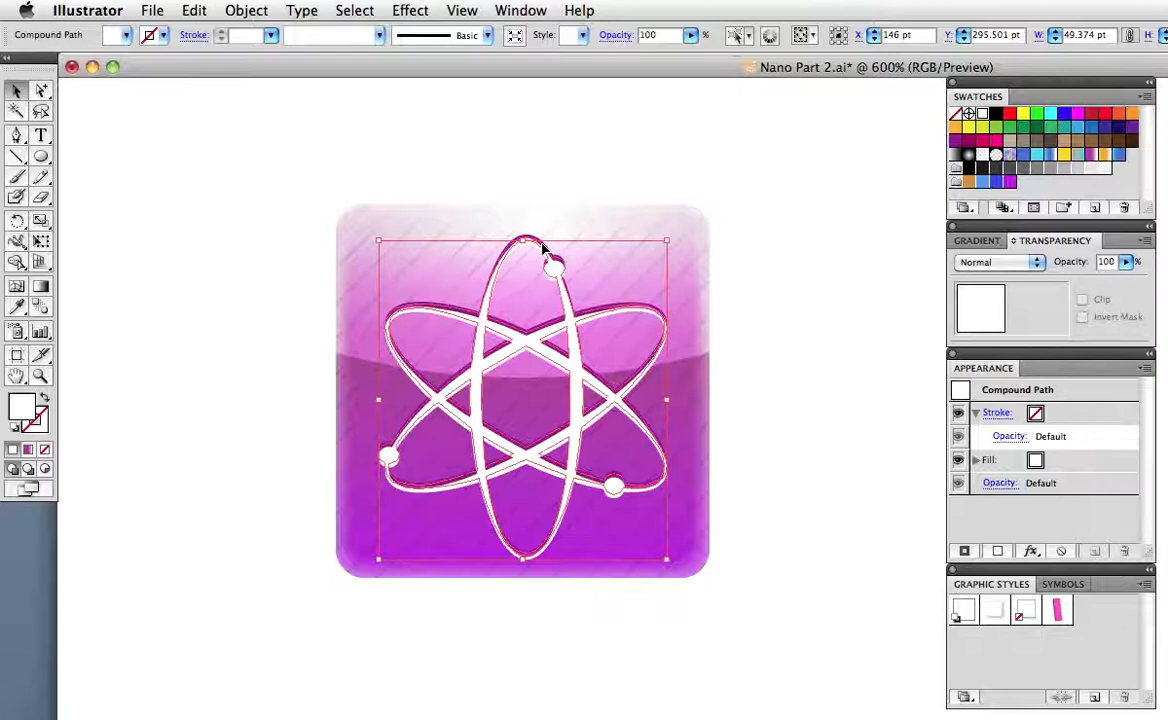 Illustrator File Edit Object Type Select Effect View Window Help
Compound Path Stroke: Basic Style: Opacity: 100 % X: 146 pt Y: 295.501 pt W: 49.374 pt H:
Nano Part 2.ai* @ 600% (RGB/Preview)
SWATCHES
GRADIENT TRANSPARENCY
Normal Opacity: 100 %
Clip
Invert Mask
APPEARANCE
Compound Path
Stroke:
Opacity: Default
Fill:
Opacity: Default
fx
GRAPHIC STYLES SYMBOLS